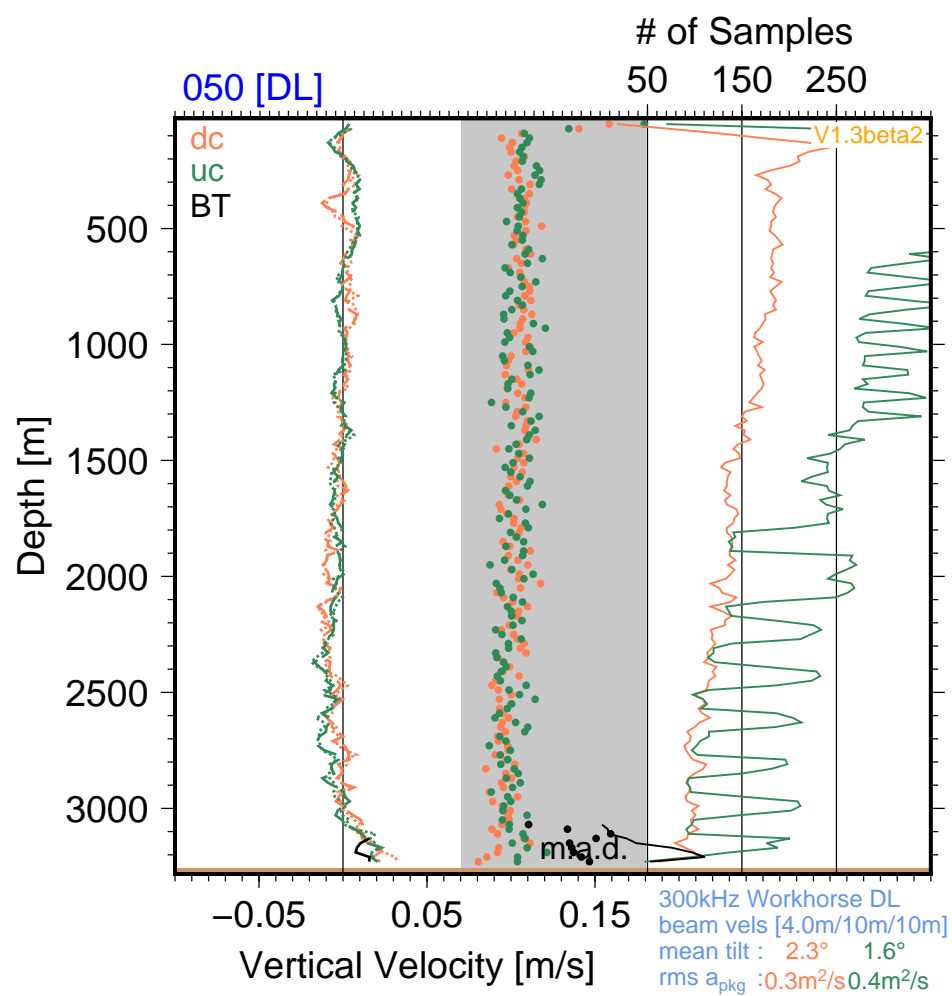 # of Samples
50 150 250
050 [DL]
V1.3beta2
dc
uc
BT
500
1000
1500
2000
2500
3000
Depth [m]
m.a.d.
−0.05 0.05 0.15
Vertical Velocity [m/s]
300kHz Workhorse DL
beam vels [4.0m/10m/10m]
mean tilt : 2.3° 1.6°
rms a_pkg :0.3m²/s 0.4m²/s